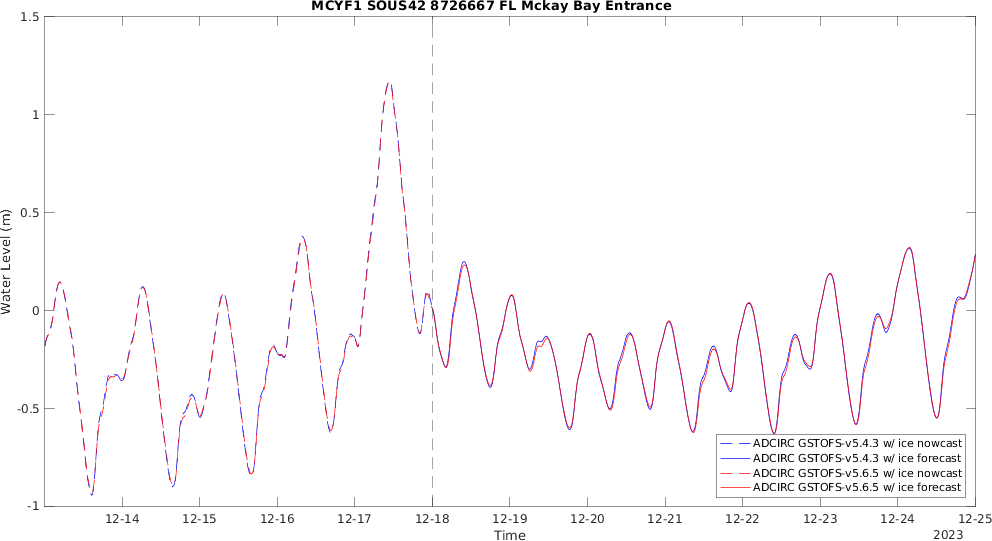 MCYF1 SOUS42 8726667 FL Mckay Bay Entrance
1.5
1
0.5
0
-0.5
-1
Water Level (m)
12-14 12-15 12-16 12-17 12-18 12-19 12-20 12-21 12-22 12-23 12-24 12-25
Time
2023
ADCIRC GSTOFS-v5.4.3 w/ ice nowcast
ADCIRC GSTOFS-v5.4.3 w/ ice forecast
ADCIRC GSTOFS-v5.6.5 w/ ice nowcast
ADCIRC GSTOFS-v5.6.5 w/ ice forecast